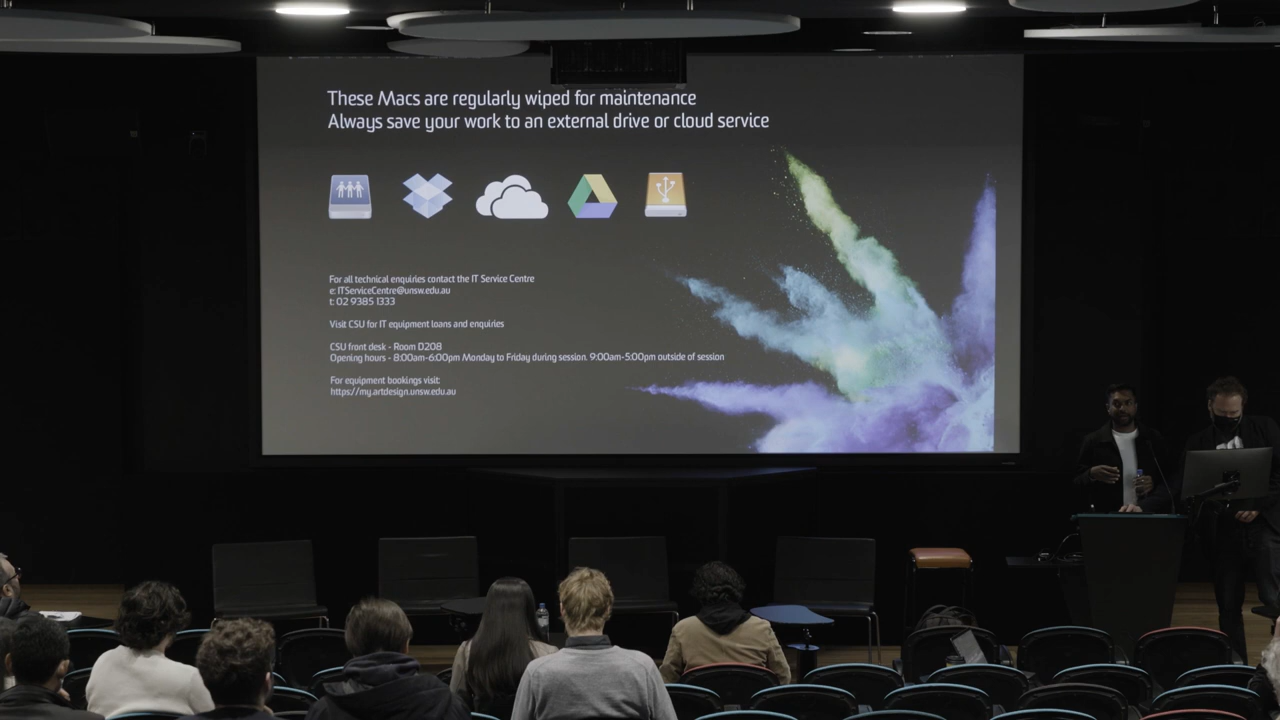 These Macs are regularly wiped for maintenance
Always save your work to an external drive or cloud service
For all technical enquiries contact the IT Service Centre
e: ITServiceCentre@unsw.edu.au
t: 02 9385 1333
Visit CSU for IT equipment loans and enquiries
CSU front desk - Room D208
Opening hours - 8:00am-6:00pm Monday to Friday during session. 9:00am-5:00pm outside of session
For equipment bookings visit:
https://my.artdesign.unsw.edu.au